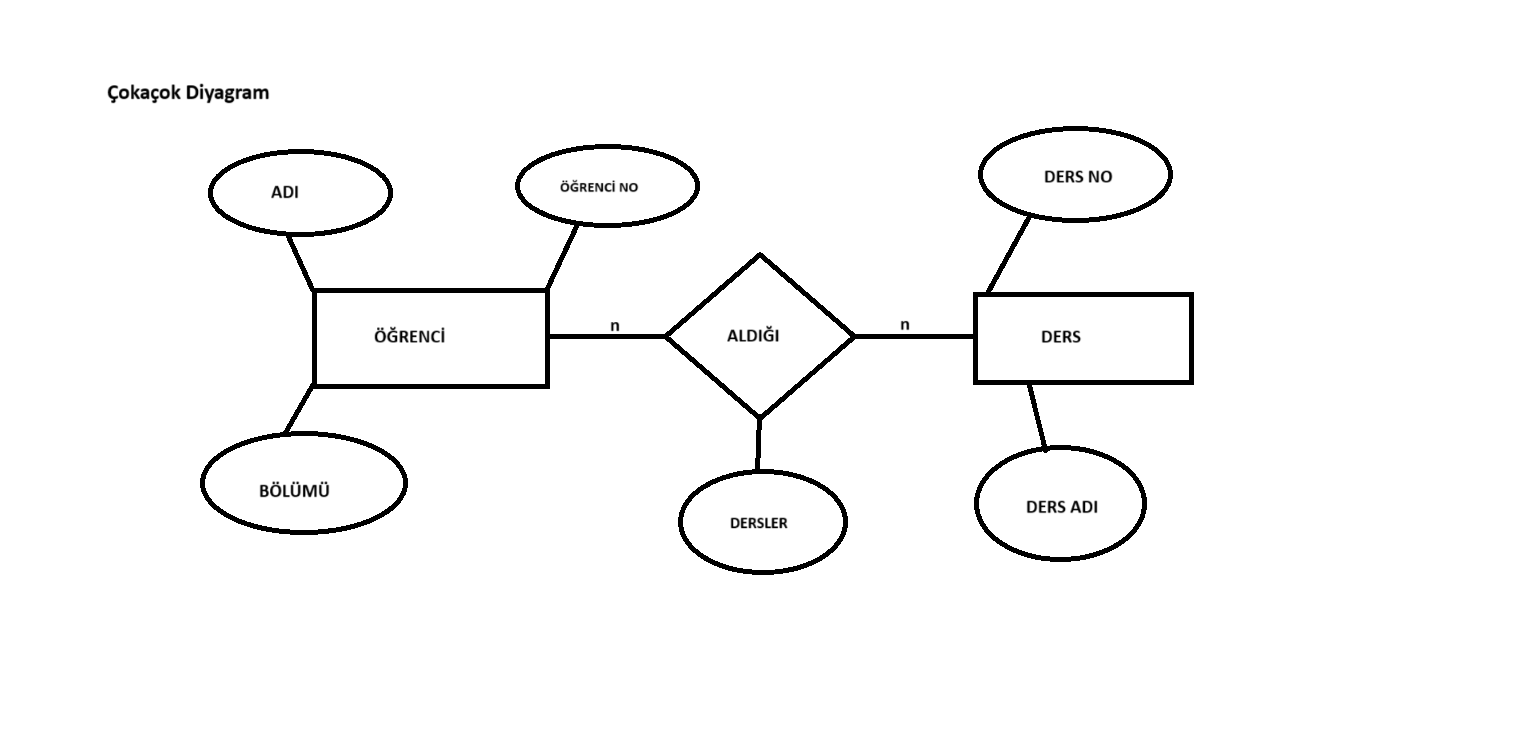 Çokaçok Diyagram
ADI
ÖĞRENCİ NO
DERS NO
ÖĞRENCİ
n
ALDIĞI
n
DERS
BÖLÜMÜ
DERSLER
DERS ADI